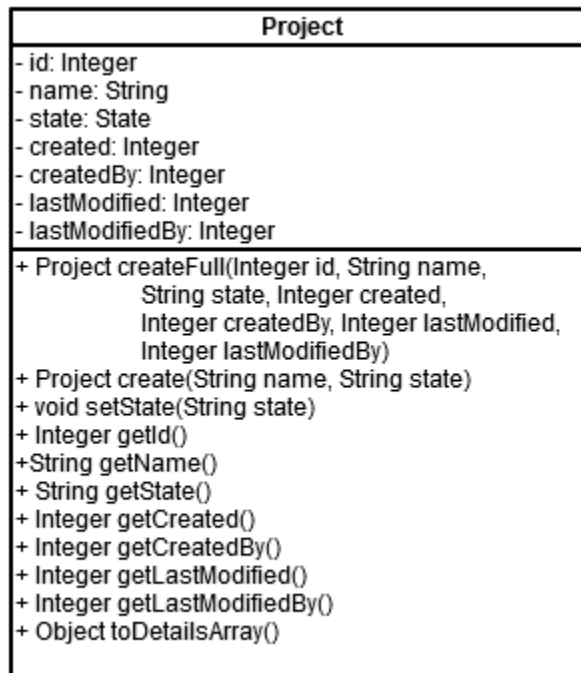 Project
- id: Integer
- name: String
- state: State
- created: Integer
- createdBy: Integer
- lastModified: Integer
- lastModifiedBy: Integer
+ Project createFull(Integer id, String name,
String state, Integer created,
Integer createdBy, Integer lastModified,
Integer lastModifiedBy)
+ Project create(String name, String state)
+ void setState(String state)
+ Integer getId()
+String getName()
+ String getState()
+ Integer getCreated()
+ Integer getCreatedBy()
+ Integer getLastModified()
+ Integer getLastModifiedBy()
+ Object toDetailsArray()